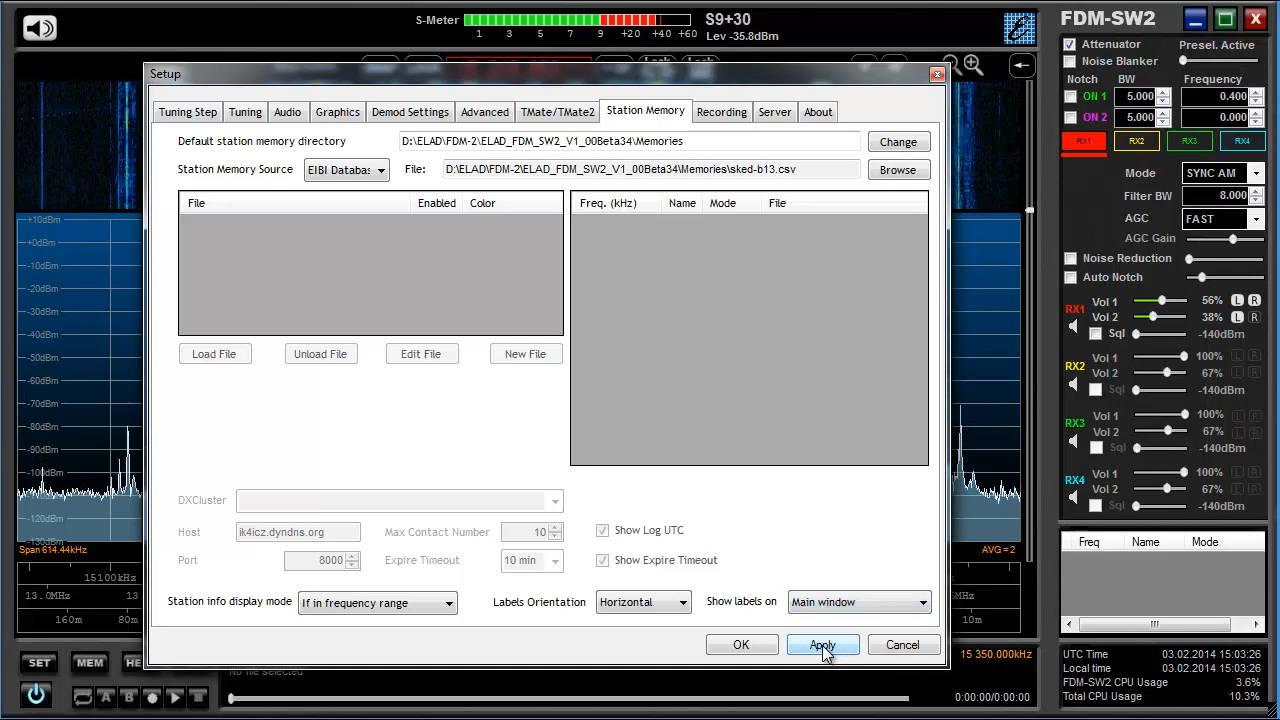 S-Meter
1 3 5 7 9 +20 +40 +60
S9+30
Lev -35.8dBm
FDM-SW2
Setup
Tuning Step Tuning Audio Graphics Demod Settings Advanced TMate/TMate2 Station Memory Recording Server About
Default station memory directory D:\ELAD\FDM-2\ELAD_FDM_SW2_V1_00Beta34\Memories Change
Station Memory Source EIBI Databas File: D:\ELAD\FDM-2\ELAD_FDM_SW2_V1_00Beta34\Memories\sked-b13.csv Browse
File Enabled Color
Freq. (kHz) Name Mode File
Load File Unload File Edit File New File
DXCluster
Host ik4icz.dyndns.org Max Contact Number 10 Show Log UTC
Port 8000 Expire Timeout 10 min Show Expire Timeout
Station info display mode If in frequency range Labels Orientation Horizontal Show labels on Main window
OK Apply Cancel
+10dBm
+0dBm
-10dBm
-20dBm
-30dBm
-40dBm
-50dBm
-60dBm
-70dBm
-80dBm
-90dBm
-100dBm
-110dBm
-120dBm
-130dBm
Span 614.44kHz
AVG = 2
15100kHz
13.0MHz
160m 80m
10m
SET MEM
15 350.000kHz
No file selected
A B
0:00:00/0:00:00
Attenuator Presel. Active
Noise Blanker
Notch BW Frequency
ON 1 5.000 0.400
ON 2 5.000 0.000
RX1 RX2 RX3 RX4
Mode SYNC AM
Filter BW 8.000
AGC FAST
AGC Gain
Noise Reduction
Auto Notch
RX1 Vol 1 56% L R
Vol 2 38% L R
Sql -140dBm
RX2 Vol 1 100% L R
Vol 2 67% L R
Sql -140dBm
RX3 Vol 1 100% L R
Vol 2 67% L R
Sql -140dBm
RX4 Vol 1 100% L R
Vol 2 67% L R
Sql -140dBm
Freq Name Mode
UTC Time 03.02.2014 15:03:26
Local time 03.02.2014 15:03:26
FDM-SW2 CPU Usage 3.6%
Total CPU Usage 10.3%